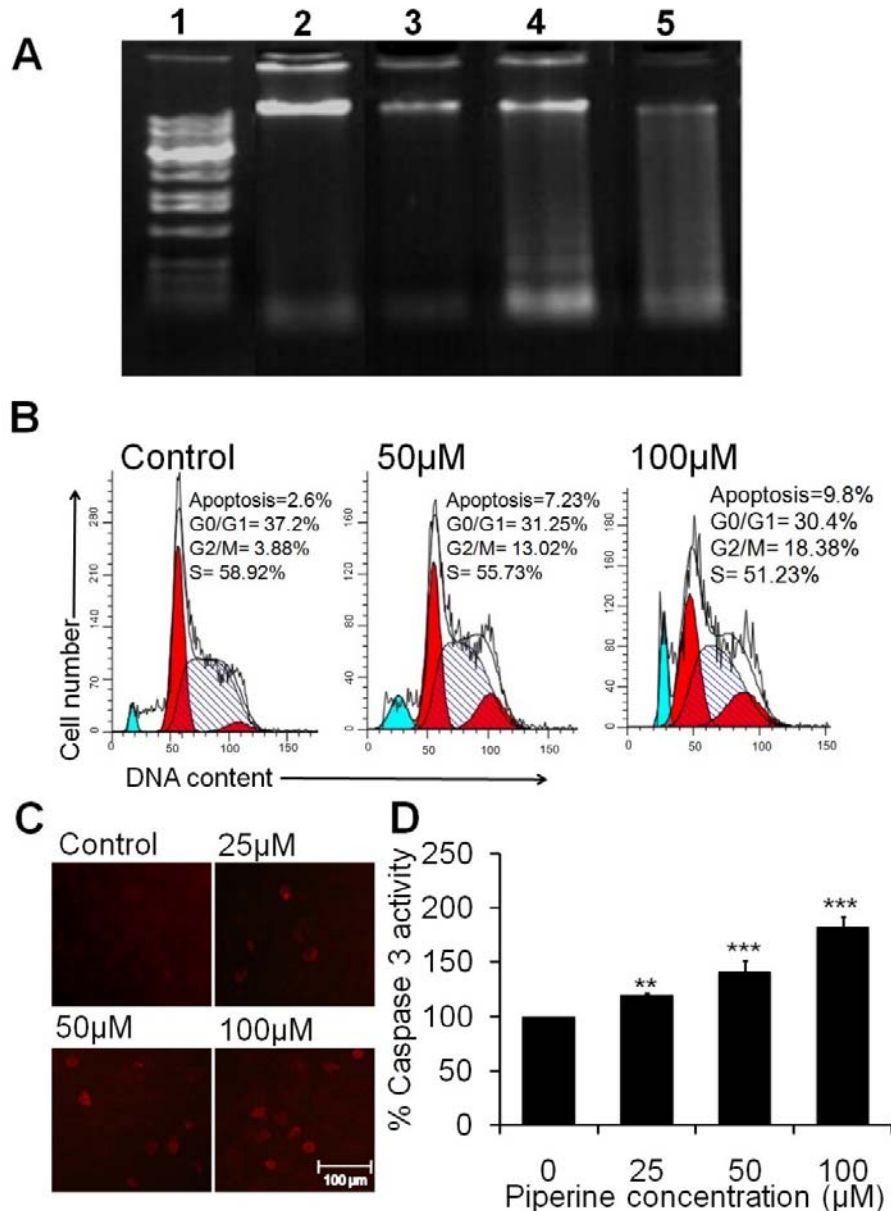 1 2 3 4 5
A
B
Control
Apoptosis=2.6%
G0/G1= 37.2%
G2/M= 3.88%
S= 58.92%
280
210
140
70
0
0 50 100 150
50µM
Apoptosis=7.23%
G0/G1= 31.25%
G2/M= 13.02%
S= 55.73%
160
120
80
40
0
0 50 100 150
100µM
Apoptosis=9.8%
G0/G1= 30.4%
G2/M= 18.38%
S= 51.23%
180
160
120
80
40
0
0 50 100 150
Cell number
DNA content
C
Control
25µM
50µM
100µM
100 µm
D
% Caspase 3 activity
250
200
150
100
50
0
**
***
***
0 25 50 100
Piperine concentration (µM)